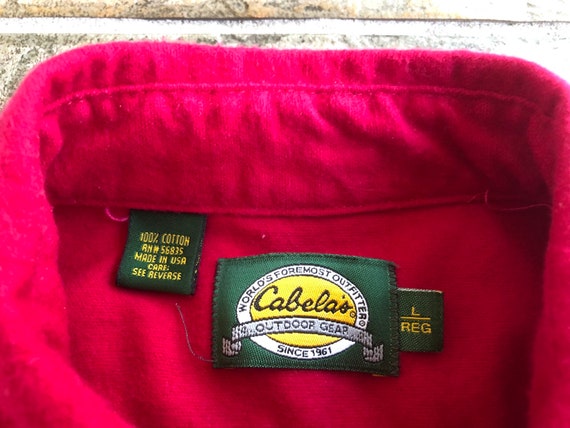 100% COTTON
RN# 56835
MADE IN USA
CARE:
SEE REVERSE
WORLD'S FOREMOST OUTFITTER
Cabela's®
OUTDOOR GEAR
SINCE 1961
L
REG